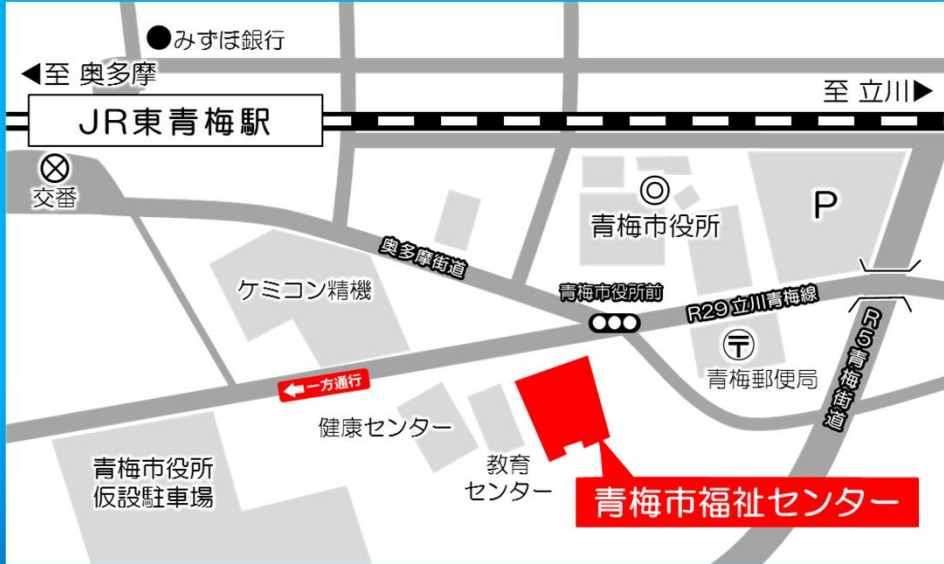 ●みずほ銀行
◀至 奥多摩
至 立川▶
JR東青梅駅
交番
青梅市役所
P
奥多摩街道
ケミコン精機
青梅市役所前
R29 立川青梅線
〒
青梅郵便局
R5青梅街道
←一方通行
健康センター
教育
センター
青梅市役所
仮設駐車場
青梅市福祉センター